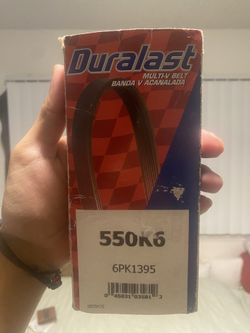 Duralast
MULTI-V BELT
BANDA V ACANALADA
550K6
6PK1395